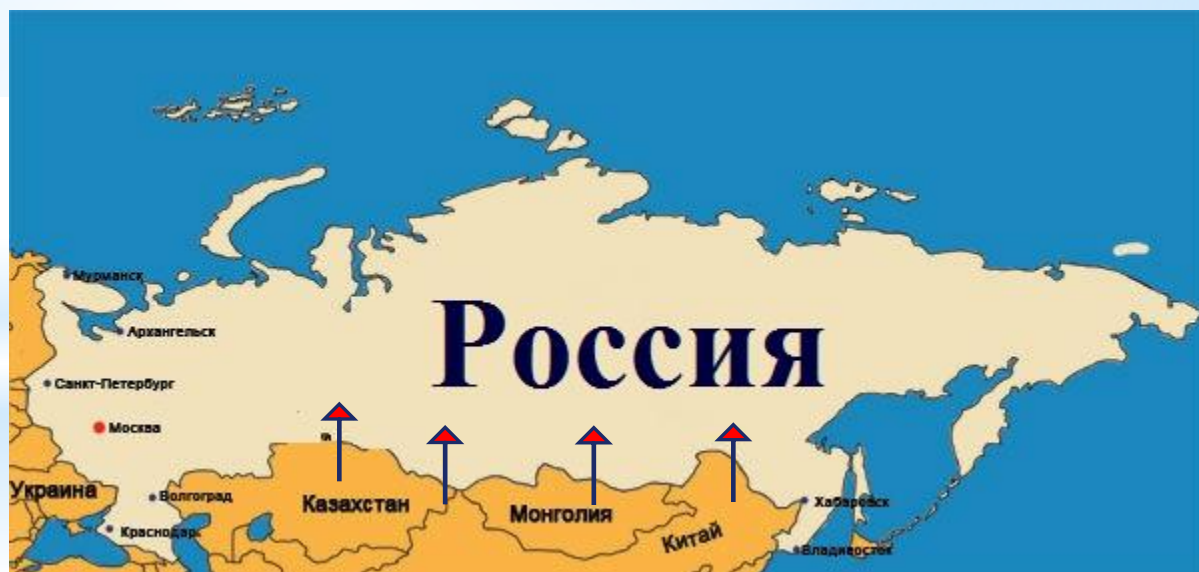 Мурманск
Архангельск
Россия
Санкт-Петербург
Москва
Украина
Волгоград
Казахстан
Хабаровск
Монголия
Краснодар
Китай
Владивосток